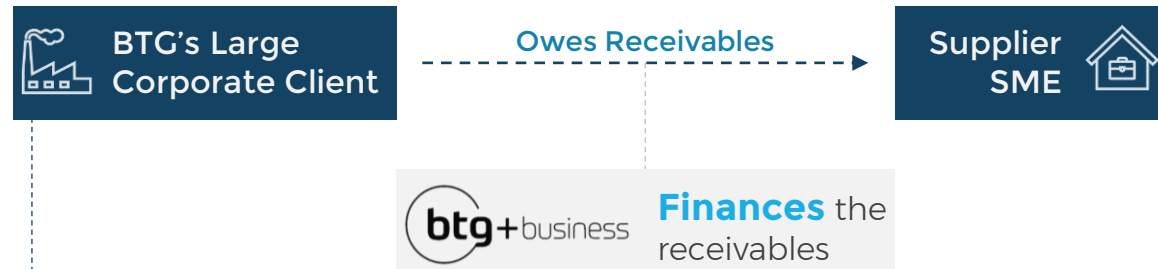 BTG’s Large
Corporate Client
Owes Receivables
Supplier
SME
btg+business
Finances the
receivables